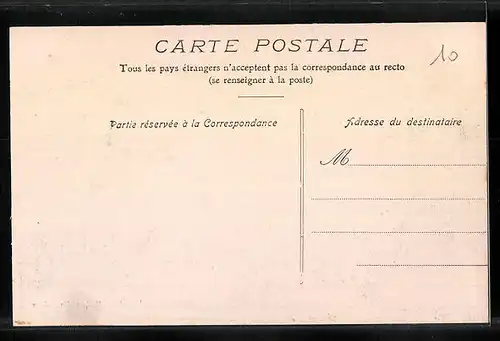 CARTE POSTALE
10
Tous les pays étrangers n'acceptent pas la correspondance au recto
(se renseigner à la poste)
Partie réservée à la Correspondance
Adresse du destinataire
M